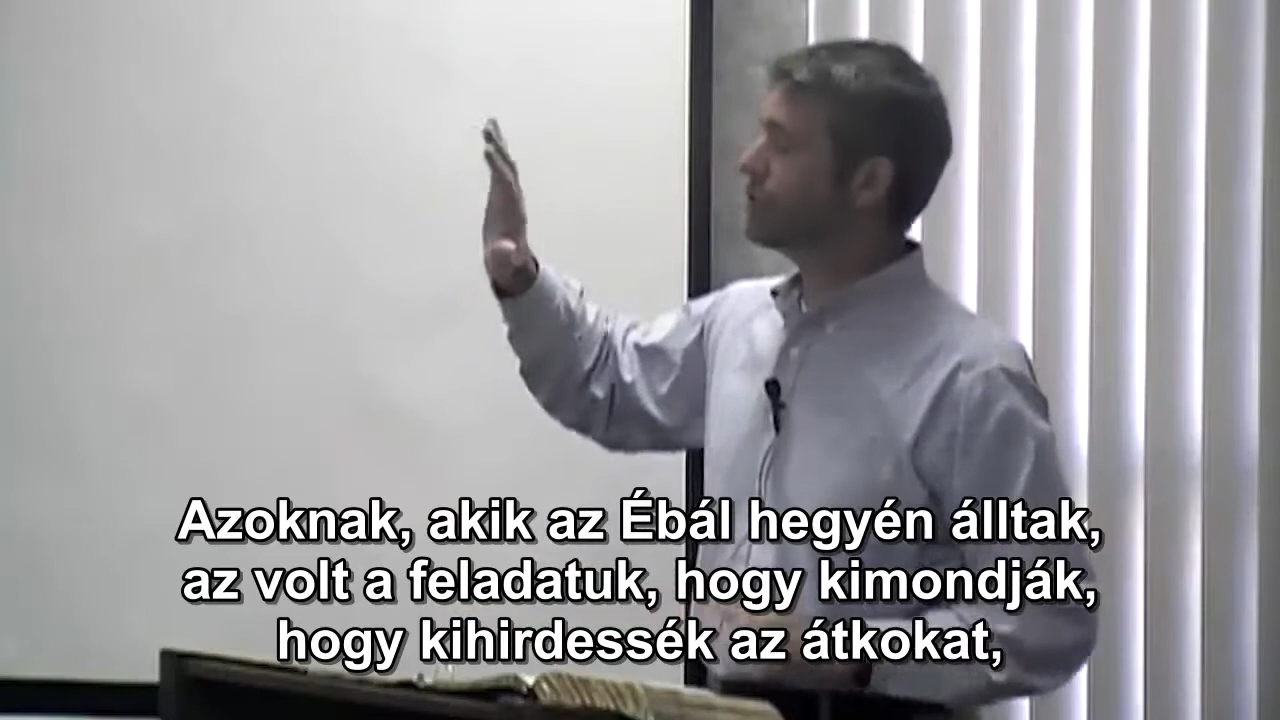 Azoknak, akik az Ébál hegyén álltak,
az volt a feladatuk, hogy kimondják,
hogy kihirdessék az átkokat,